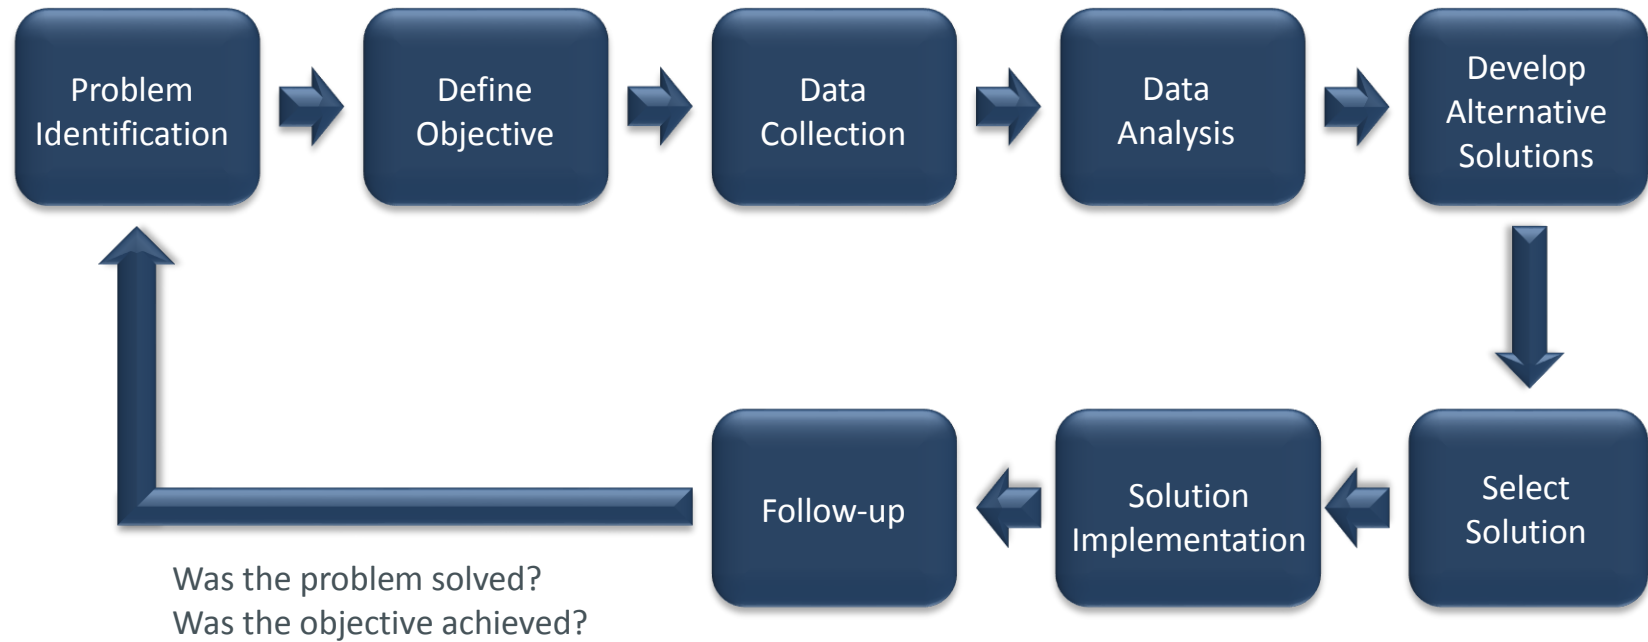 Problem
Identification
Define
Objective
Data
Collection
Data
Analysis
Develop
Alternative
Solutions
Select
Solution
Solution
Implementation
Follow-up
Was the problem solved?
Was the objective achieved?